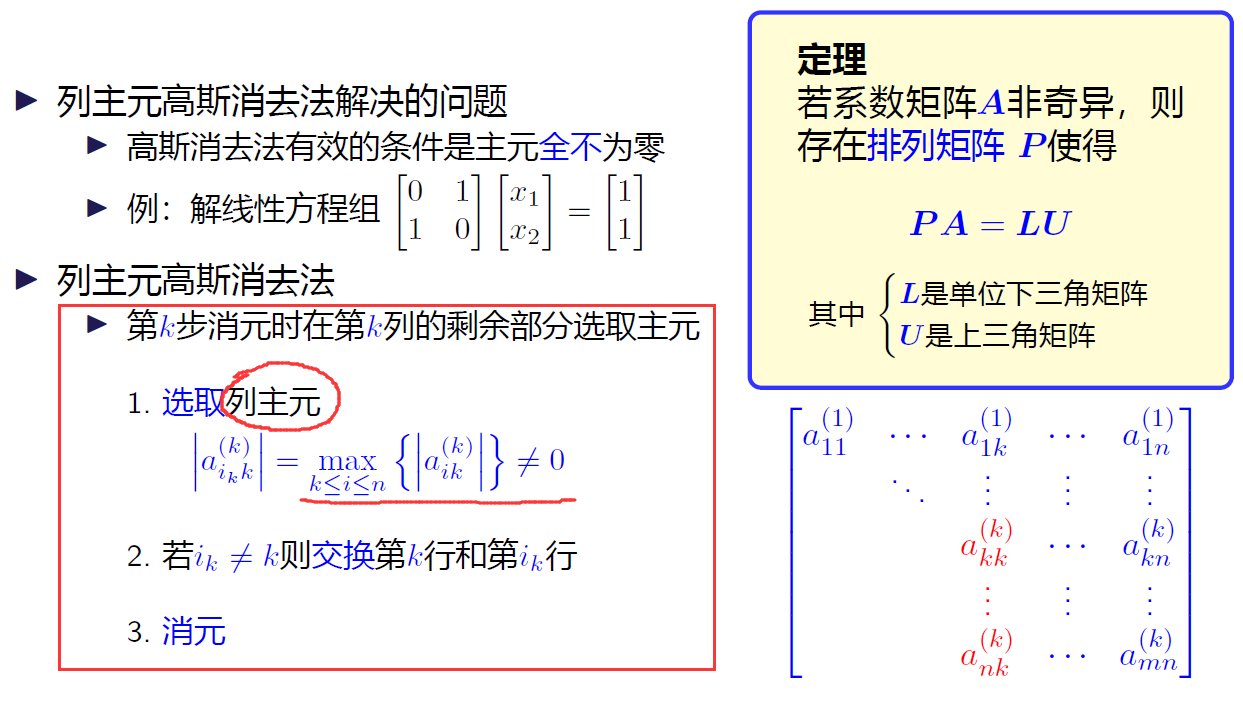 ▶ 列主元高斯消去法解决的问题
▶ 高斯消去法有效的条件是主元全不为零
▶ 例：解线性方程组 $\begin{bmatrix} 0 & 1 \\ 1 & 0 \end{bmatrix} \begin{bmatrix} x_1 \\ x_2 \end{bmatrix} = \begin{bmatrix} 1 \\ 1 \end{bmatrix}$
▶ 列主元高斯消去法
▶ 第$k$步消元时在第$k$列的剩余部分选取主元
1. 选取列主元
$\left| a_{i_k k}^{(k)} \right| = \max_{k \leq i \leq n} \left\{ \left| a_{ik}^{(k)} \right| \right\} \neq 0$
2. 若$i_k \neq k$则交换第$k$行和第$i_k$行
3. 消元
定理
若系数矩阵$A$非奇异，则
存在排列矩阵 $P$使得
$PA = LU$
其中 $\begin{cases} L\text{是单位下三角矩阵} \\ U\text{是上三角矩阵} \end{cases}$
$\begin{bmatrix} a_{11}^{(1)} & \cdots & a_{1k}^{(1)} & \cdots & a_{1n}^{(1)} \\ & \ddots & \vdots & \vdots & \vdots \\ & & a_{kk}^{(k)} & \cdots & a_{kn}^{(k)} \\ & & \vdots & \vdots & \vdots \\ & & a_{nk}^{(k)} & \cdots & a_{mn}^{(k)} \end{bmatrix}$